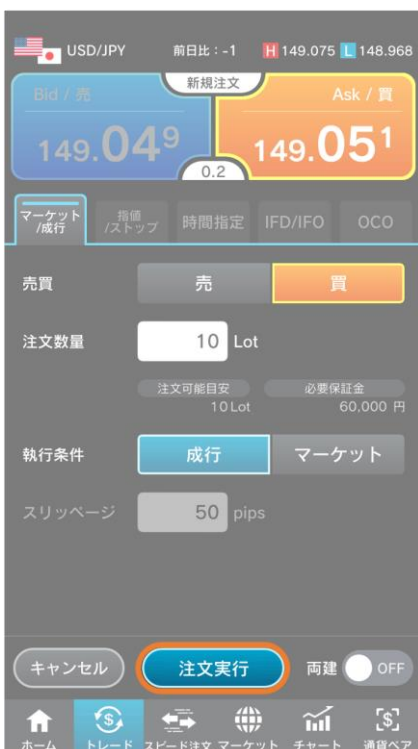 USD/JPY 前日比：-1 H 149.075 L 148.968
新規注文
Bid / 売 Ask / 買
149.049 149.051
0.2
マーケット/成行 指値/ストップ 時間指定 IFD/IFO OCO
売買 売 買
注文数量 10 Lot
注文可能目安 必要保証金
10 Lot 60,000 円
執行条件 成行 マーケット
スリッページ 50 pips
キャンセル 注文実行 両建 OFF
ホーム トレード スピード注文 マーケット チャート 通貨ペア